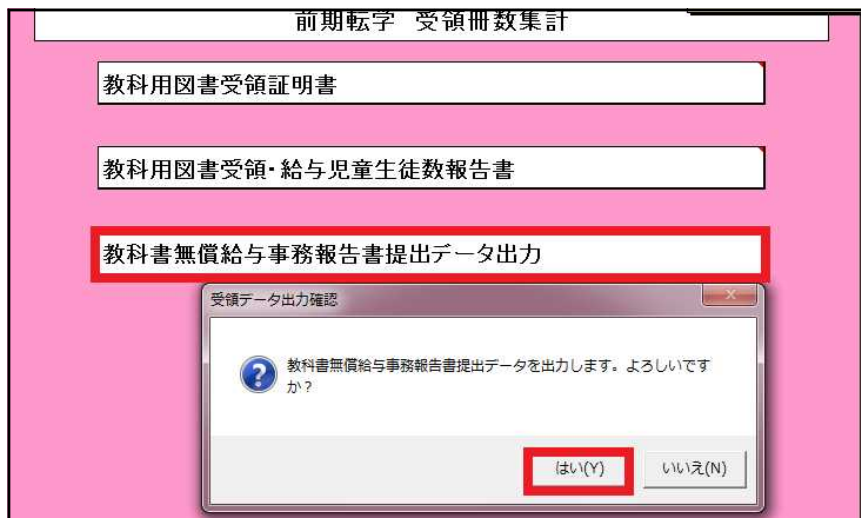 前期転学 受領冊数集計
教科用図書受領証明書
教科用図書受領・給与児童生徒数報告書
教科書無償給与事務報告書提出データ出力
受領データ出力確認
教科書無償給与事務報告書提出データを出力します。よろしいです
か？
はい(Y)
いいえ(N)